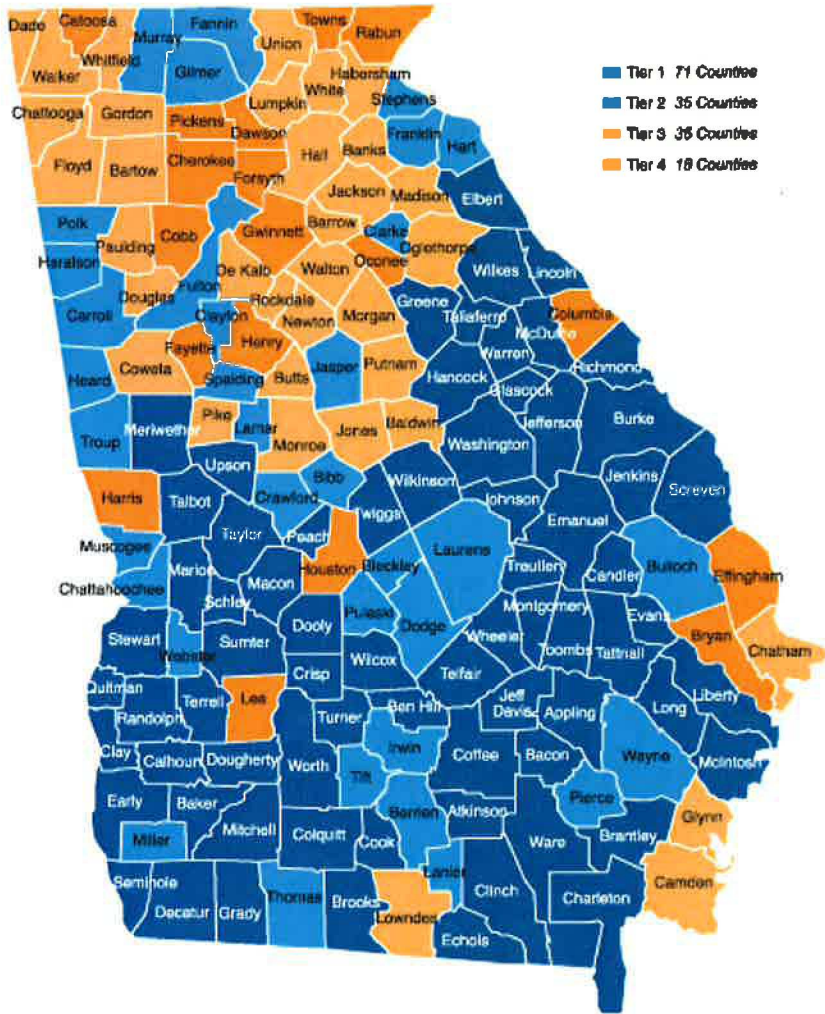 Dade
Catoosa
Murray
Fannin
Towns
Rabun
Union
Whitfield
Gilmer
Walker
White
Habersham
Stephens
Lumpkin
Chattooga
Gordon
Pickens
Dawson
Franklin
Hart
Floyd
Bartow
Cherokee
Forsyth
Hall
Banks
Jackson
Madison
Elbert
Polk
Paulding
Cobb
Gwinnett
Barrow
Clarke
Oglethorpe
Haralson
Fulton
De Kalb
Walton
Oconee
Wilkes
Lincoln
Douglas
Rockdale
Greene
Taliaferro
Columbia
Carroll
Clayton
Newton
Morgan
McDuffie
Fayette
Henry
Warren
Richmond
Heard
Coweta
Spalding
Butts
Jasper
Putnam
Hancock
Glascock
Troup
Meriwether
Pike
Lamar
Monroe
Jones
Baldwin
Washington
Jefferson
Burke
Upson
Bibb
Wilkinson
Jenkins
Screven
Harris
Talbot
Crawford
Twiggs
Johnson
Emanuel
Taylor
Peach
Muscogee
Houston
Bleckley
Laurens
Treutlen
Candler
Bulloch
Effingham
Chattahoochee
Marion
Macon
Schley
Pulaski
Dodge
Montgomery
Evans
Bryan
Stewart
Webster
Sumter
Dooly
Wilcox
Wheeler
Toombs
Tattnall
Chatham
Crisp
Telfair
Quitman
Randolph
Terrell
Lee
Turner
Ben Hill
Jeff
Davis
Appling
Long
Liberty
Clay
Calhoun
Dougherty
Worth
Irwin
Coffee
Bacon
Wayne
McIntosh
Tift
Early
Baker
Mitchell
Berrien
Atkinson
Pierce
Miller
Colquitt
Cook
Ware
Brantley
Glynn
Seminole
Decatur
Grady
Thomas
Brooks
Lowndes
Lanier
Clinch
Charleton
Camden
Echols
Tier 1 71 Counties
Tier 2 35 Counties
Tier 3 35 Counties
Tier 4 18 Counties